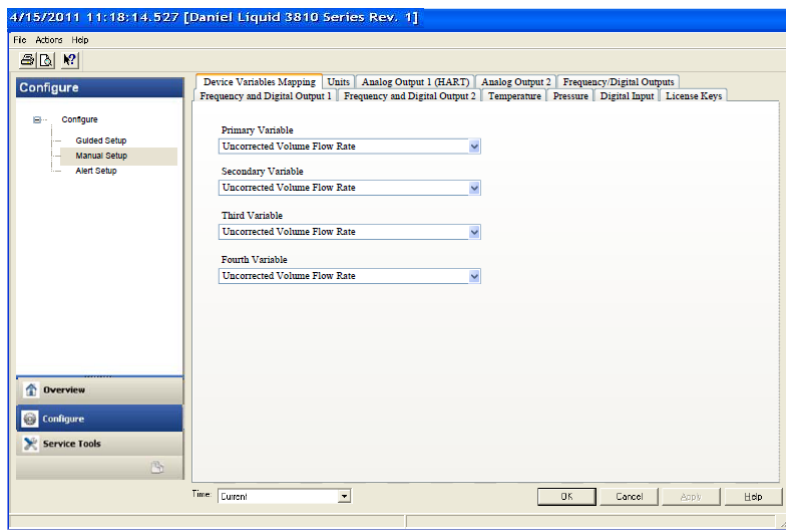 4/15/2011 11:18:14.527 [Daniel Liquid 3810 Series Rev. 1]
File Actions Help
Configure
Configure
Guided Setup
Manual Setup
Alert Setup
Overview
Configure
Service Tools
Device Variables Mapping Units Analog Output 1 (HART) Analog Output 2 Frequency/Digital Outputs
Frequency and Digital Output 1 Frequency and Digital Output 2 Temperature Pressure Digital Input License Keys
Primary Variable
Uncorrected Volume Flow Rate
Secondary Variable
Uncorrected Volume Flow Rate
Third Variable
Uncorrected Volume Flow Rate
Fourth Variable
Uncorrected Volume Flow Rate
Time: Current
OK Cancel Apply Help